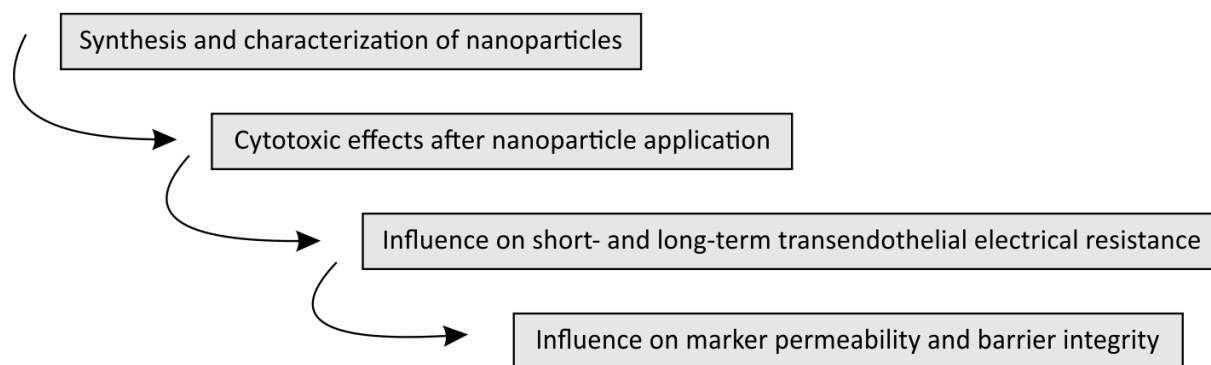 Synthesis and characterization of nanoparticles
Cytotoxic effects after nanoparticle application
Influence on short- and long-term transendothelial electrical resistance
Influence on marker permeability and barrier integrity